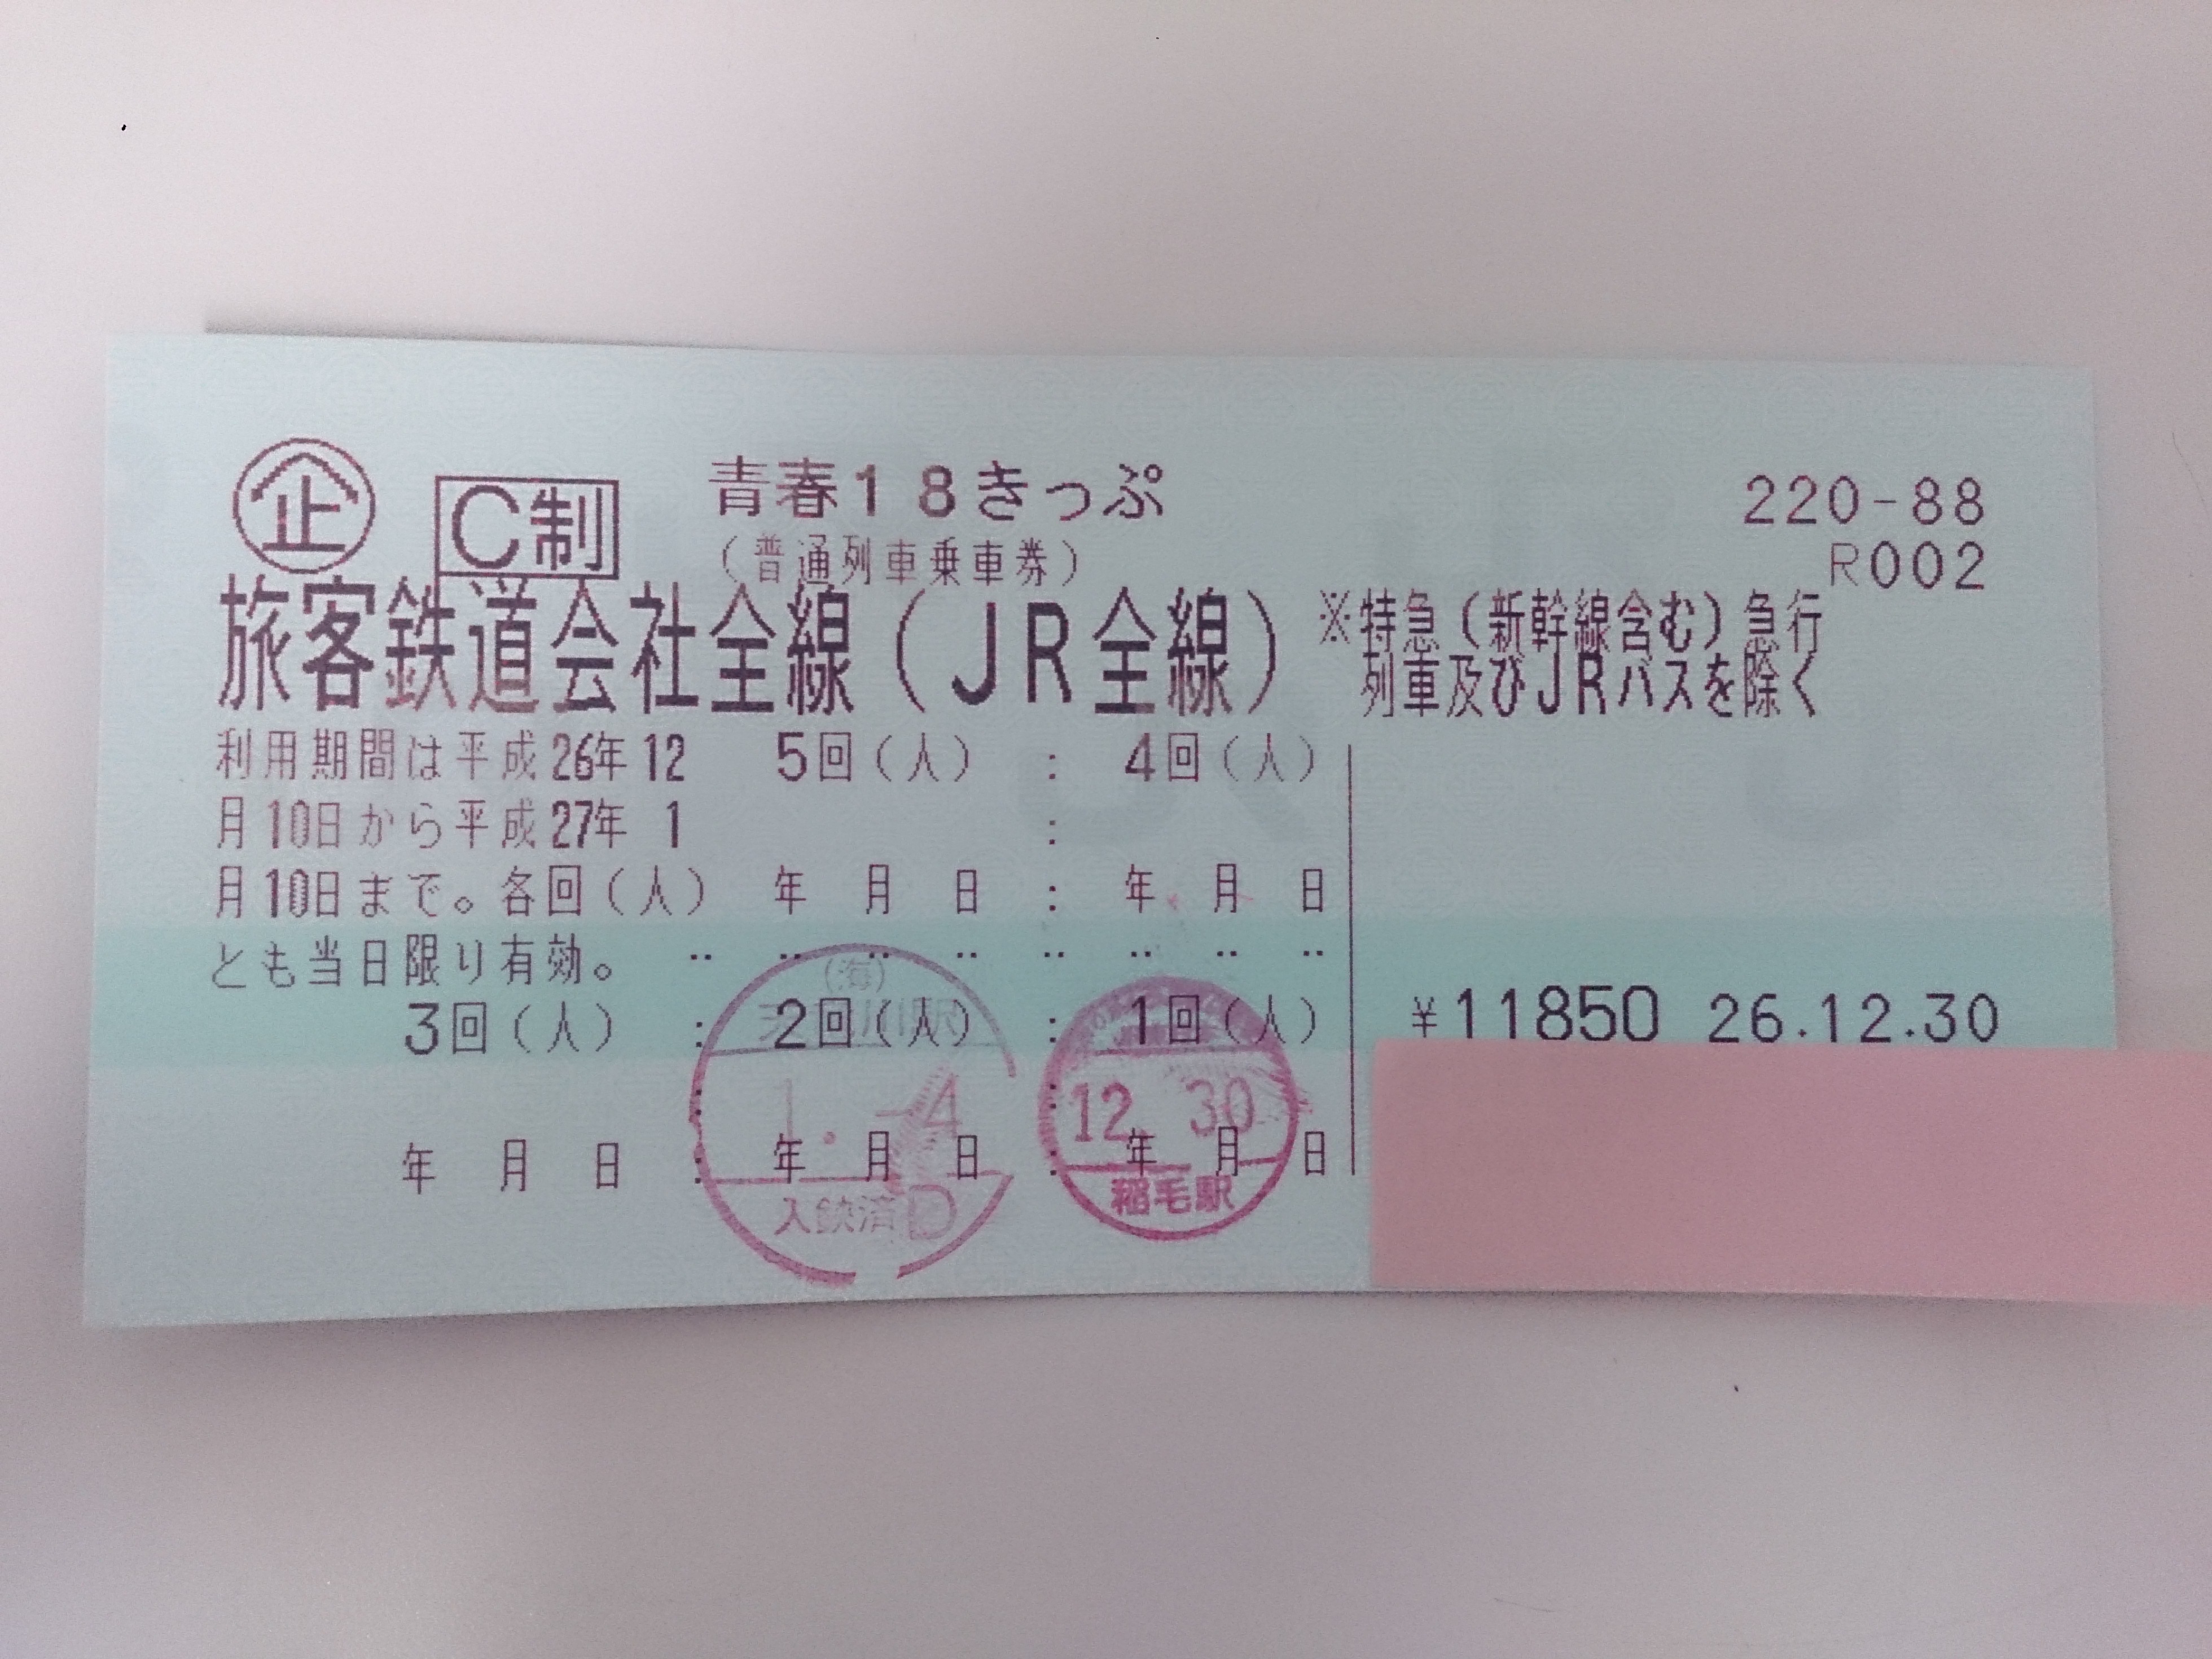 企 C制 青春18きっぷ 220-88
(普通列車乗車券) R002
旅客鉄道会社全線(JR全線) ※特急(新幹線含む)急行
列車及びJRバスを除く
利用期間は平成26年12 5回(人) : 4回(人)
月10日から平成27年 1 :
月10日まで。各回(人) 年 月 日 : 年 月 日
とも当日限り有効。
3回(人) : 2回(人) : 1回(人)
¥11850 26.12.30
年 月 日 : 年 月 日 : 年 月 日
(海)
1.-4
入鋏済 D
12.30
稲毛駅